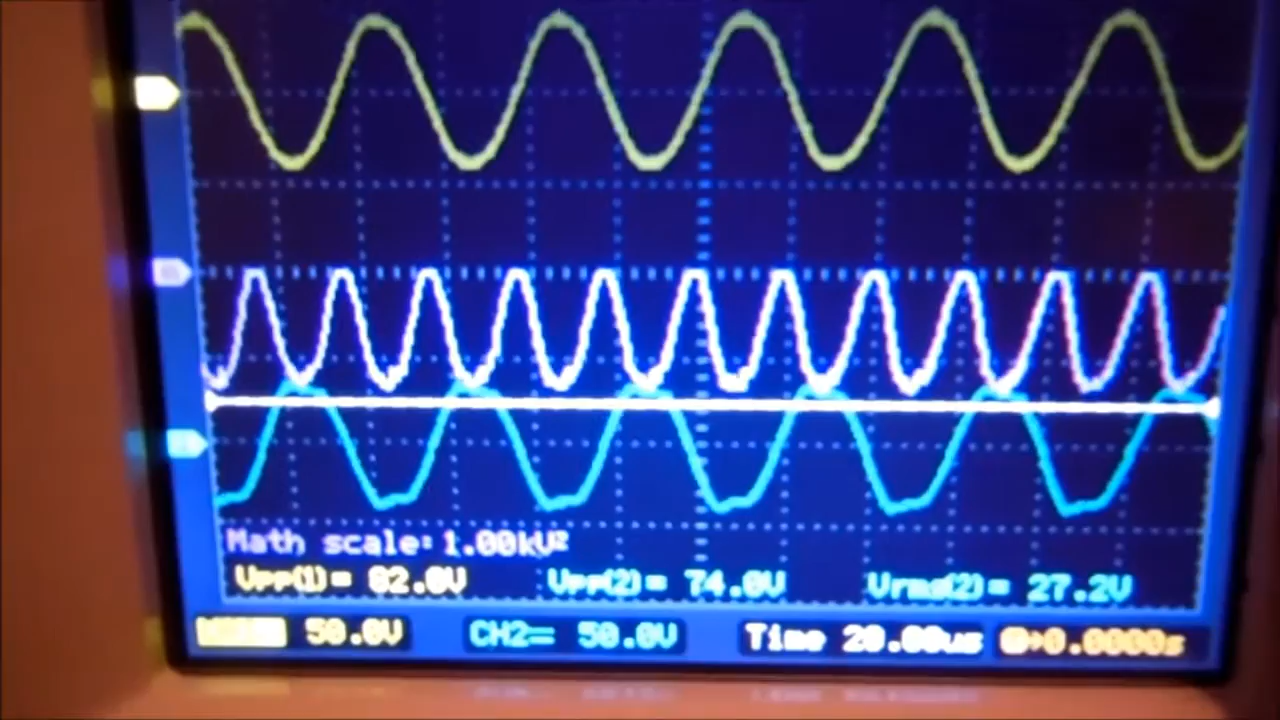 Math scale: 1.00kV²
Vpp(1)= 82.0V Vpp(2)= 74.0V Vrms(2)= 27.2V
50.0V CH2= 50.0V Time 20.00us 0.0000s